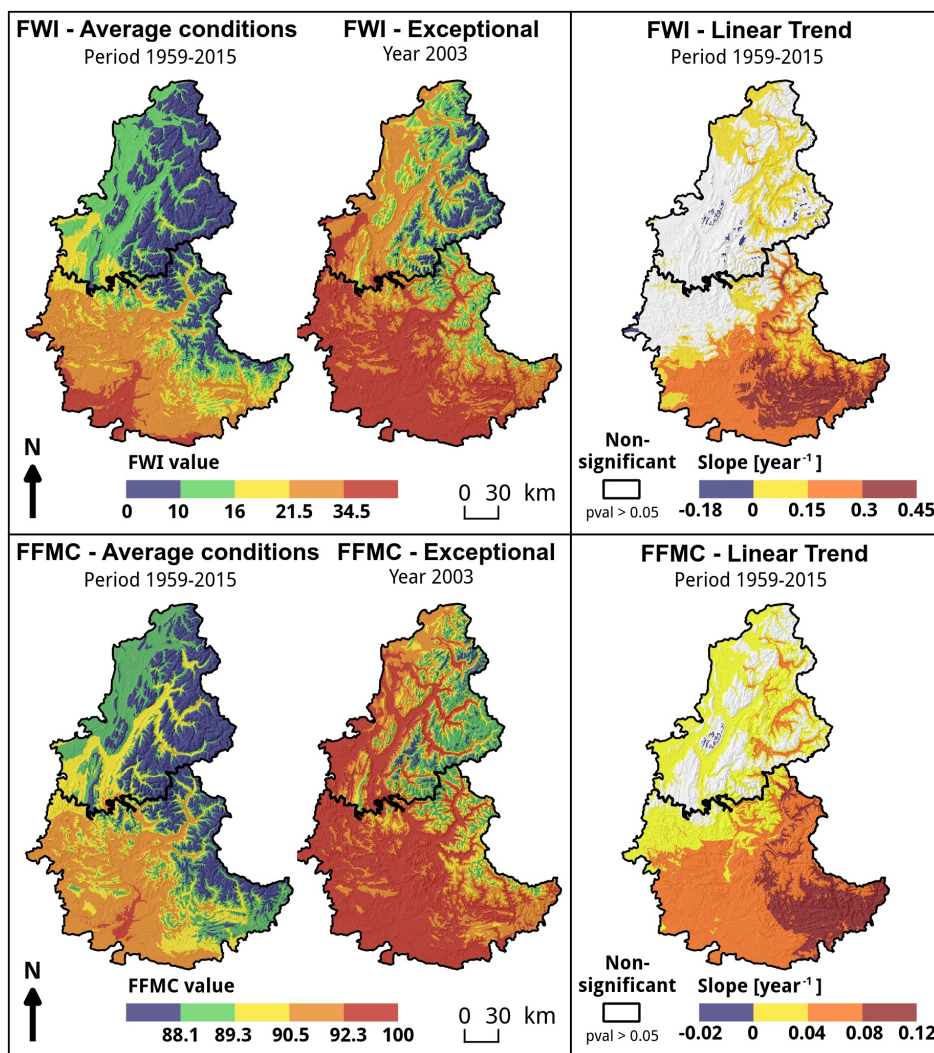 FWI - Average conditions
Period 1959-2015
FWI - Exceptional
Year 2003
FWI - Linear Trend
Period 1959-2015
N
FWI value
0 10 16 21.5 34.5
0 30 km
Non-
significant
pval > 0.05
Slope [year⁻¹]
-0.18 0 0.15 0.3 0.45
FFMC - Average conditions
Period 1959-2015
FFMC - Exceptional
Year 2003
FFMC - Linear Trend
Period 1959-2015
N
FFMC value
88.1 89.3 90.5 92.3 100
0 30 km
Non-
significant
pval > 0.05
Slope [year⁻¹]
-0.02 0 0.04 0.08 0.12